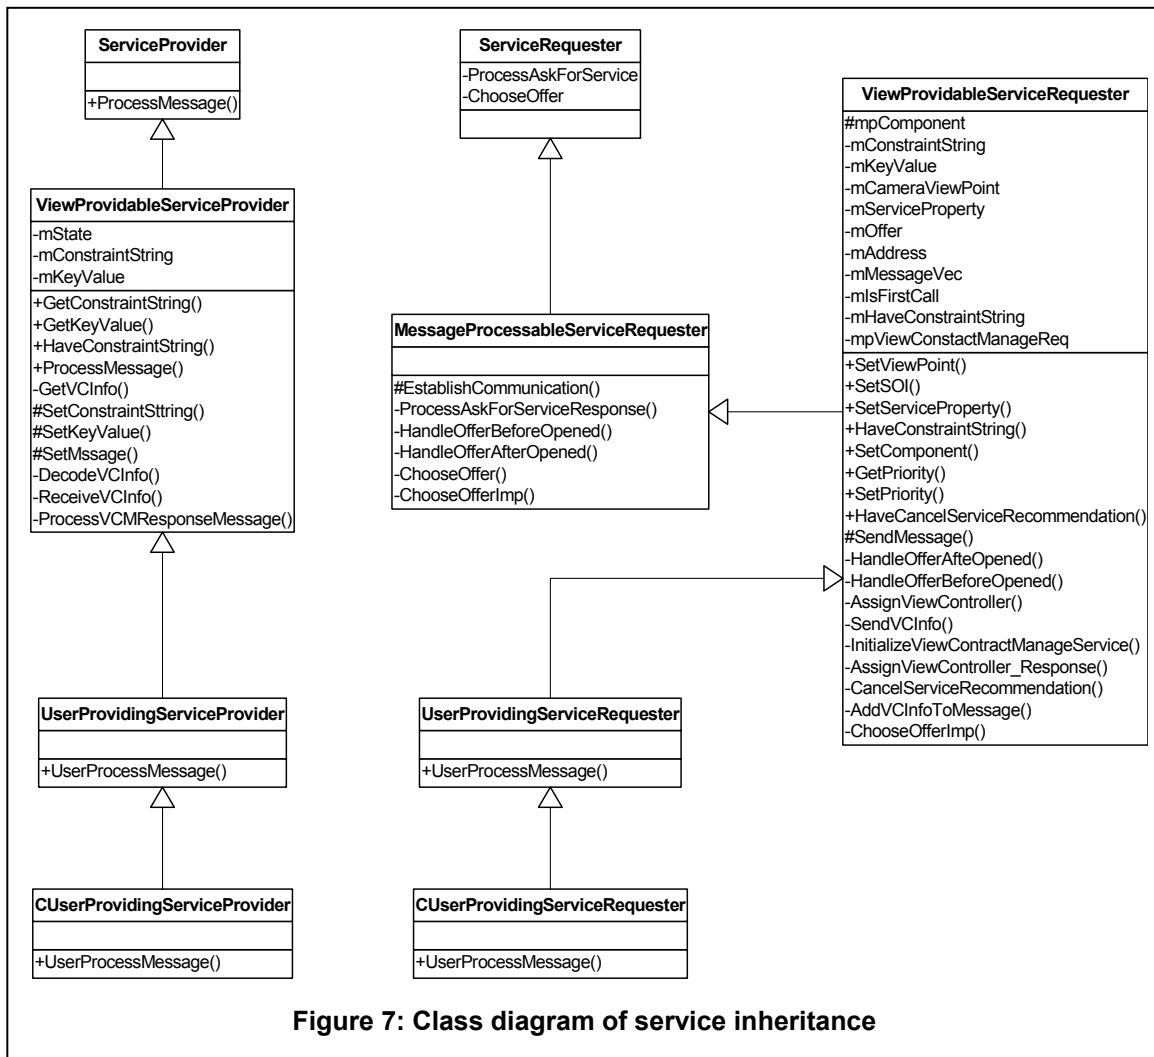 ServiceProvider
+ProcessMessage()
ViewProvidableServiceProvider
-mState
-mConstraintString
-mKeyValue
+GetConstraintString()
+GetKeyValue()
+HaveConstraintString()
+ProcessMessage()
-GetVCInfo()
#SetConstraintSttring()
#SetKeyValue()
#SetMssage()
-DecodeVCInfo()
-ReceiveVCInfo()
-ProcessVCMResponseMessage()
UserProvidingServiceProvider
+UserProcessMessage()
CUserProvidingServiceProvider
+UserProcessMessage()
ServiceRequester
-ProcessAskForService
-ChooseOffer
MessageProcessableServiceRequester
#EstablishCommunication()
-ProcessAskForServiceResponse()
-HandleOfferBeforeOpened()
-HandleOfferAfterOpened()
-ChooseOffer()
-ChooseOfferImp()
UserProvidingServiceRequester
+UserProcessMessage()
CUserProvidingServiceRequester
+UserProcessMessage()
ViewProvidableServiceRequester
#mpComponent
-mConstraintString
-mKeyValue
-mCameraViewPoint
-mServiceProperty
-mOffer
-mAddress
-mMessageVec
-mIsFirstCall
-mHaveConstraintString
-mpViewConstactManageReq
+SetViewPoint()
+SetSOI()
+SetServiceProperty()
+HaveConstraintString()
+SetComponent()
+GetPriority()
+SetPriority()
+HaveCancelServiceRecommendation()
#SendMessage()
-HandleOfferAfteOpened()
-HandleOfferBeforeOpened()
-AssignViewController()
-SendVCInfo()
-InitializeViewContractManageService()
-AssignViewController_Response()
-CancelServiceRecommendation()
-AddVCInfoToMessage()
-ChooseOfferImp()
Figure 7: Class diagram of service inheritance